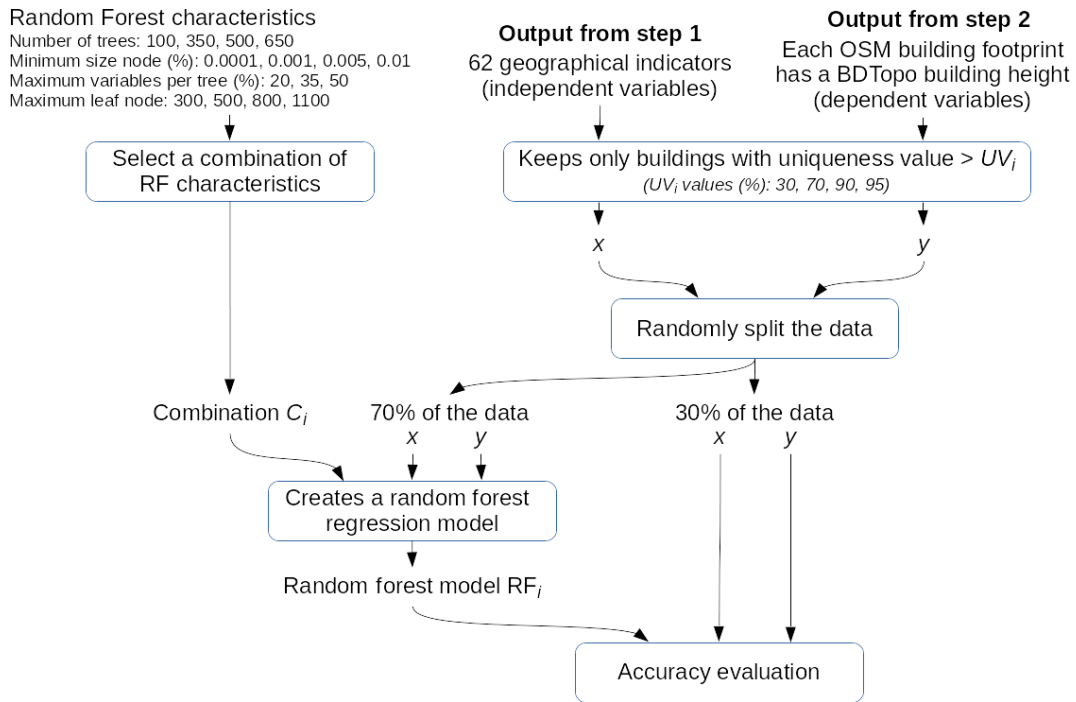 Random Forest characteristics
Number of trees: 100, 350, 500, 650
Minimum size node (%): 0.0001, 0.001, 0.005, 0.01
Maximum variables per tree (%): 20, 35, 50
Maximum leaf node: 300, 500, 800, 1100
Output from step 1
62 geographical indicators
(independent variables)
Output from step 2
Each OSM building footprint
has a BDTopo building height
(dependent variables)
Select a combination of
RF characteristics
Keeps only buildings with uniqueness value > UVi
(UVi values (%): 30, 70, 90, 95)
x
y
Randomly split the data
Combination Ci
70% of the data
x y
30% of the data
x y
Creates a random forest
regression model
Random forest model RFi
Accuracy evaluation